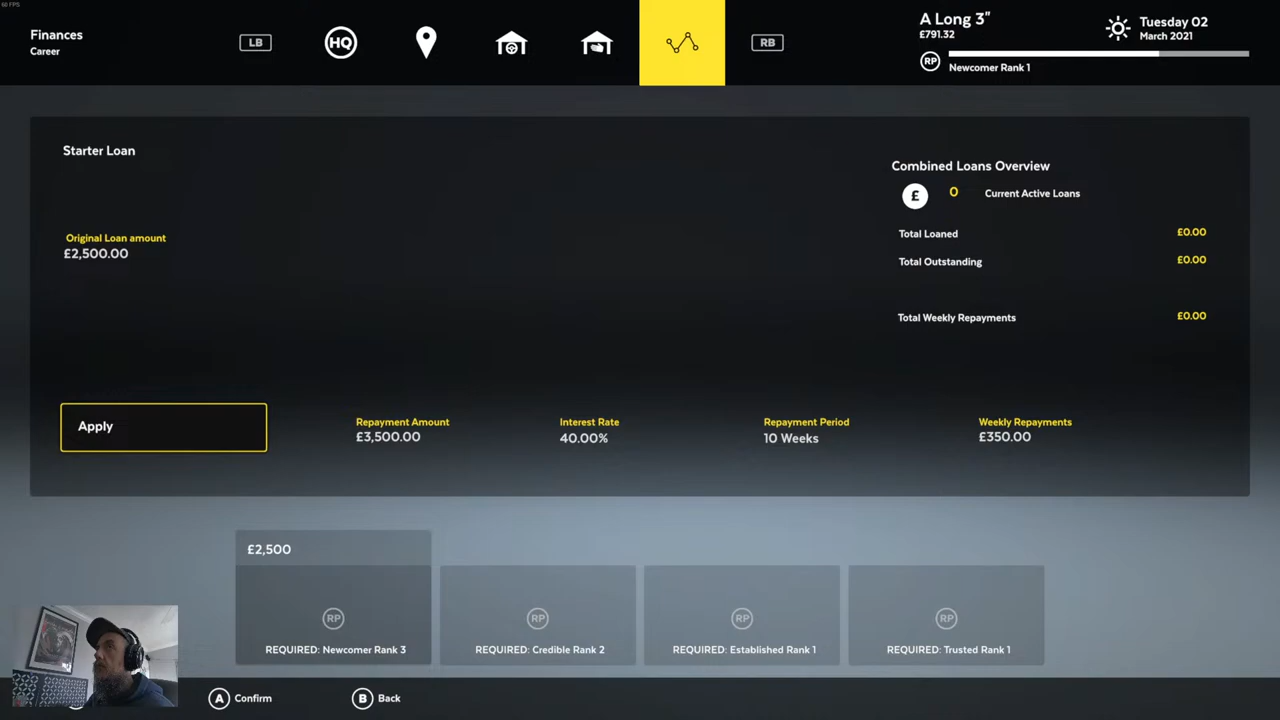 60 FPS
Finances
Career
LB
HQ
RB
A Long 3"
£791.32
RP
Newcomer Rank 1
Tuesday 02
March 2021
Starter Loan
Original Loan amount
£2,500.00
Combined Loans Overview
£ 0 Current Active Loans
Total Loaned £0.00
Total Outstanding £0.00
Total Weekly Repayments £0.00
Apply
Repayment Amount
£3,500.00
Interest Rate
40.00%
Repayment Period
10 Weeks
Weekly Repayments
£350.00
£2,500
RP
REQUIRED: Newcomer Rank 3
RP
REQUIRED: Credible Rank 2
RP
REQUIRED: Established Rank 1
RP
REQUIRED: Trusted Rank 1
A Confirm
B Back